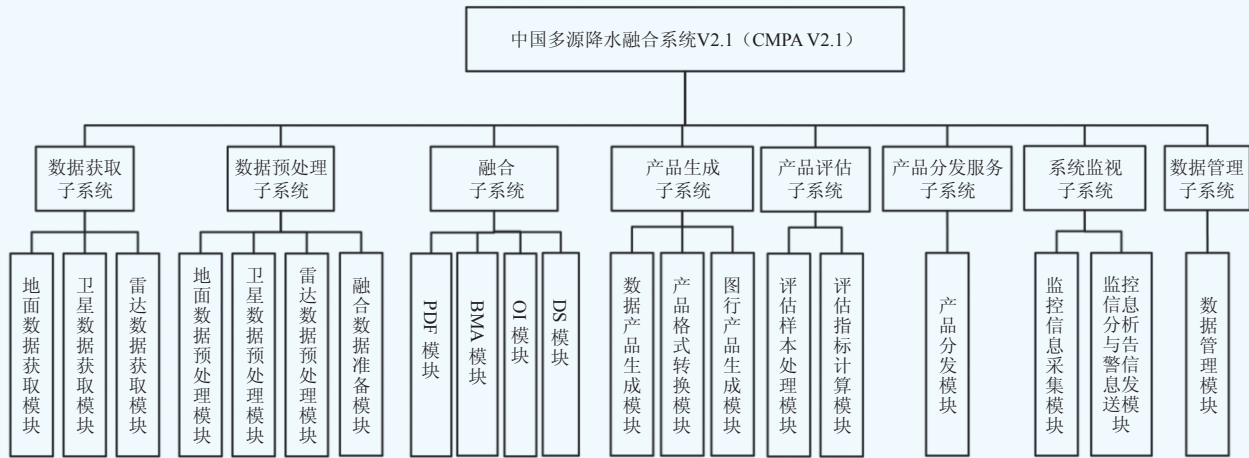 中国多源降水融合系统V2.1（CMPA V2.1）
数据获取
子系统
数据预处理
子系统
融合
子系统
产品生成
子系统
产品评估
子系统
产品分发服务
子系统
系统监视
子系统
数据管理
子系统
地面数据获取模块
卫星数据获取模块
雷达数据获取模块
地面数据预处理模块
卫星数据预处理模块
雷达数据预处理模块
融合数据准备模块
PDF 模块
BMA 模块
OI 模块
DS 模块
数据产品生成模块
产品格式转换模块
图行产品生成模块
评估样本处理模块
评估指标计算模块
产品分发模块
监控信息采集模块
监控信息分析与告警信息发送模块
数据管理模块